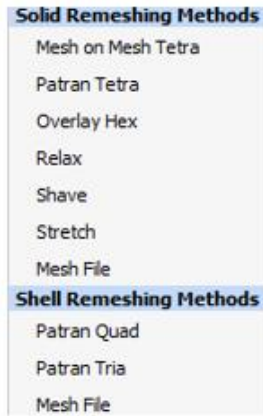 Solid Remeshing Methods
Mesh on Mesh Tetra
Patran Tetra
Overlay Hex
Relax
Shave
Stretch
Mesh File
Shell Remeshing Methods
Patran Quad
Patran Tria
Mesh File